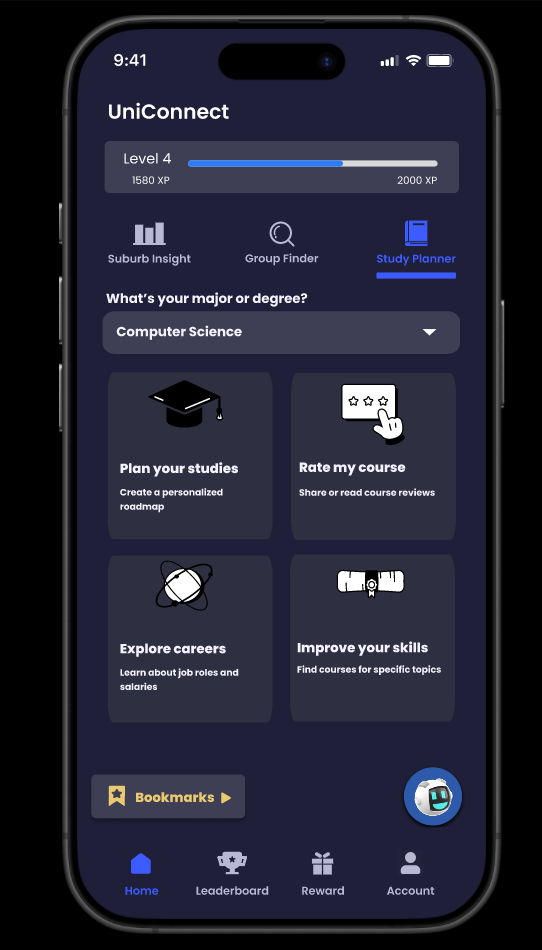 9:41
UniConnect
Level 4
1580 XP 2000 XP
Suburb Insight Group Finder Study Planner
What's your major or degree?
Computer Science
Plan your studies
Create a personalized
roadmap
Rate my course
Share or read course reviews
Explore careers
Learn about job roles and
salaries
Improve your skills
Find courses for specific topics
Bookmarks
Home Leaderboard Reward Account